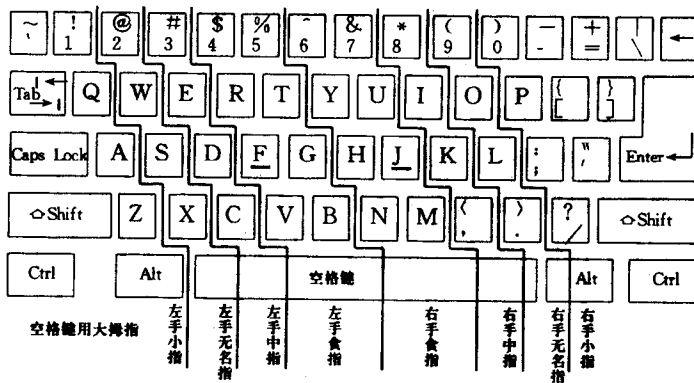 ~ ! @ # $ % ^ & * ( ) — + |
` 1 2 3 4 5 6 7 8 9 0 - = \ ←
Tab Q W E R T Y U I O P { [ } ]
Caps Lock A S D F G H J K L : ; " ' Enter
Shift Z X C V B N M < , > . ? / Shift
Ctrl Alt 空格键 Alt Ctrl
空格键用大拇指
左手小指
左手无名指
左手中指
左手食指
右手食指
右手中指
右手无名指
右手小指